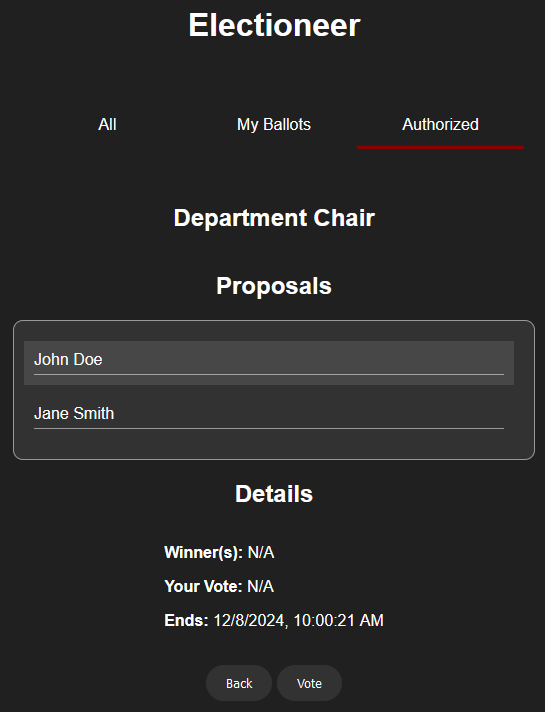 Electioneer
All My Ballots Authorized
Department Chair
Proposals
John Doe
Jane Smith
Details
Winner(s): N/A
Your Vote: N/A
Ends: 12/8/2024, 10:00:21 AM
Back Vote